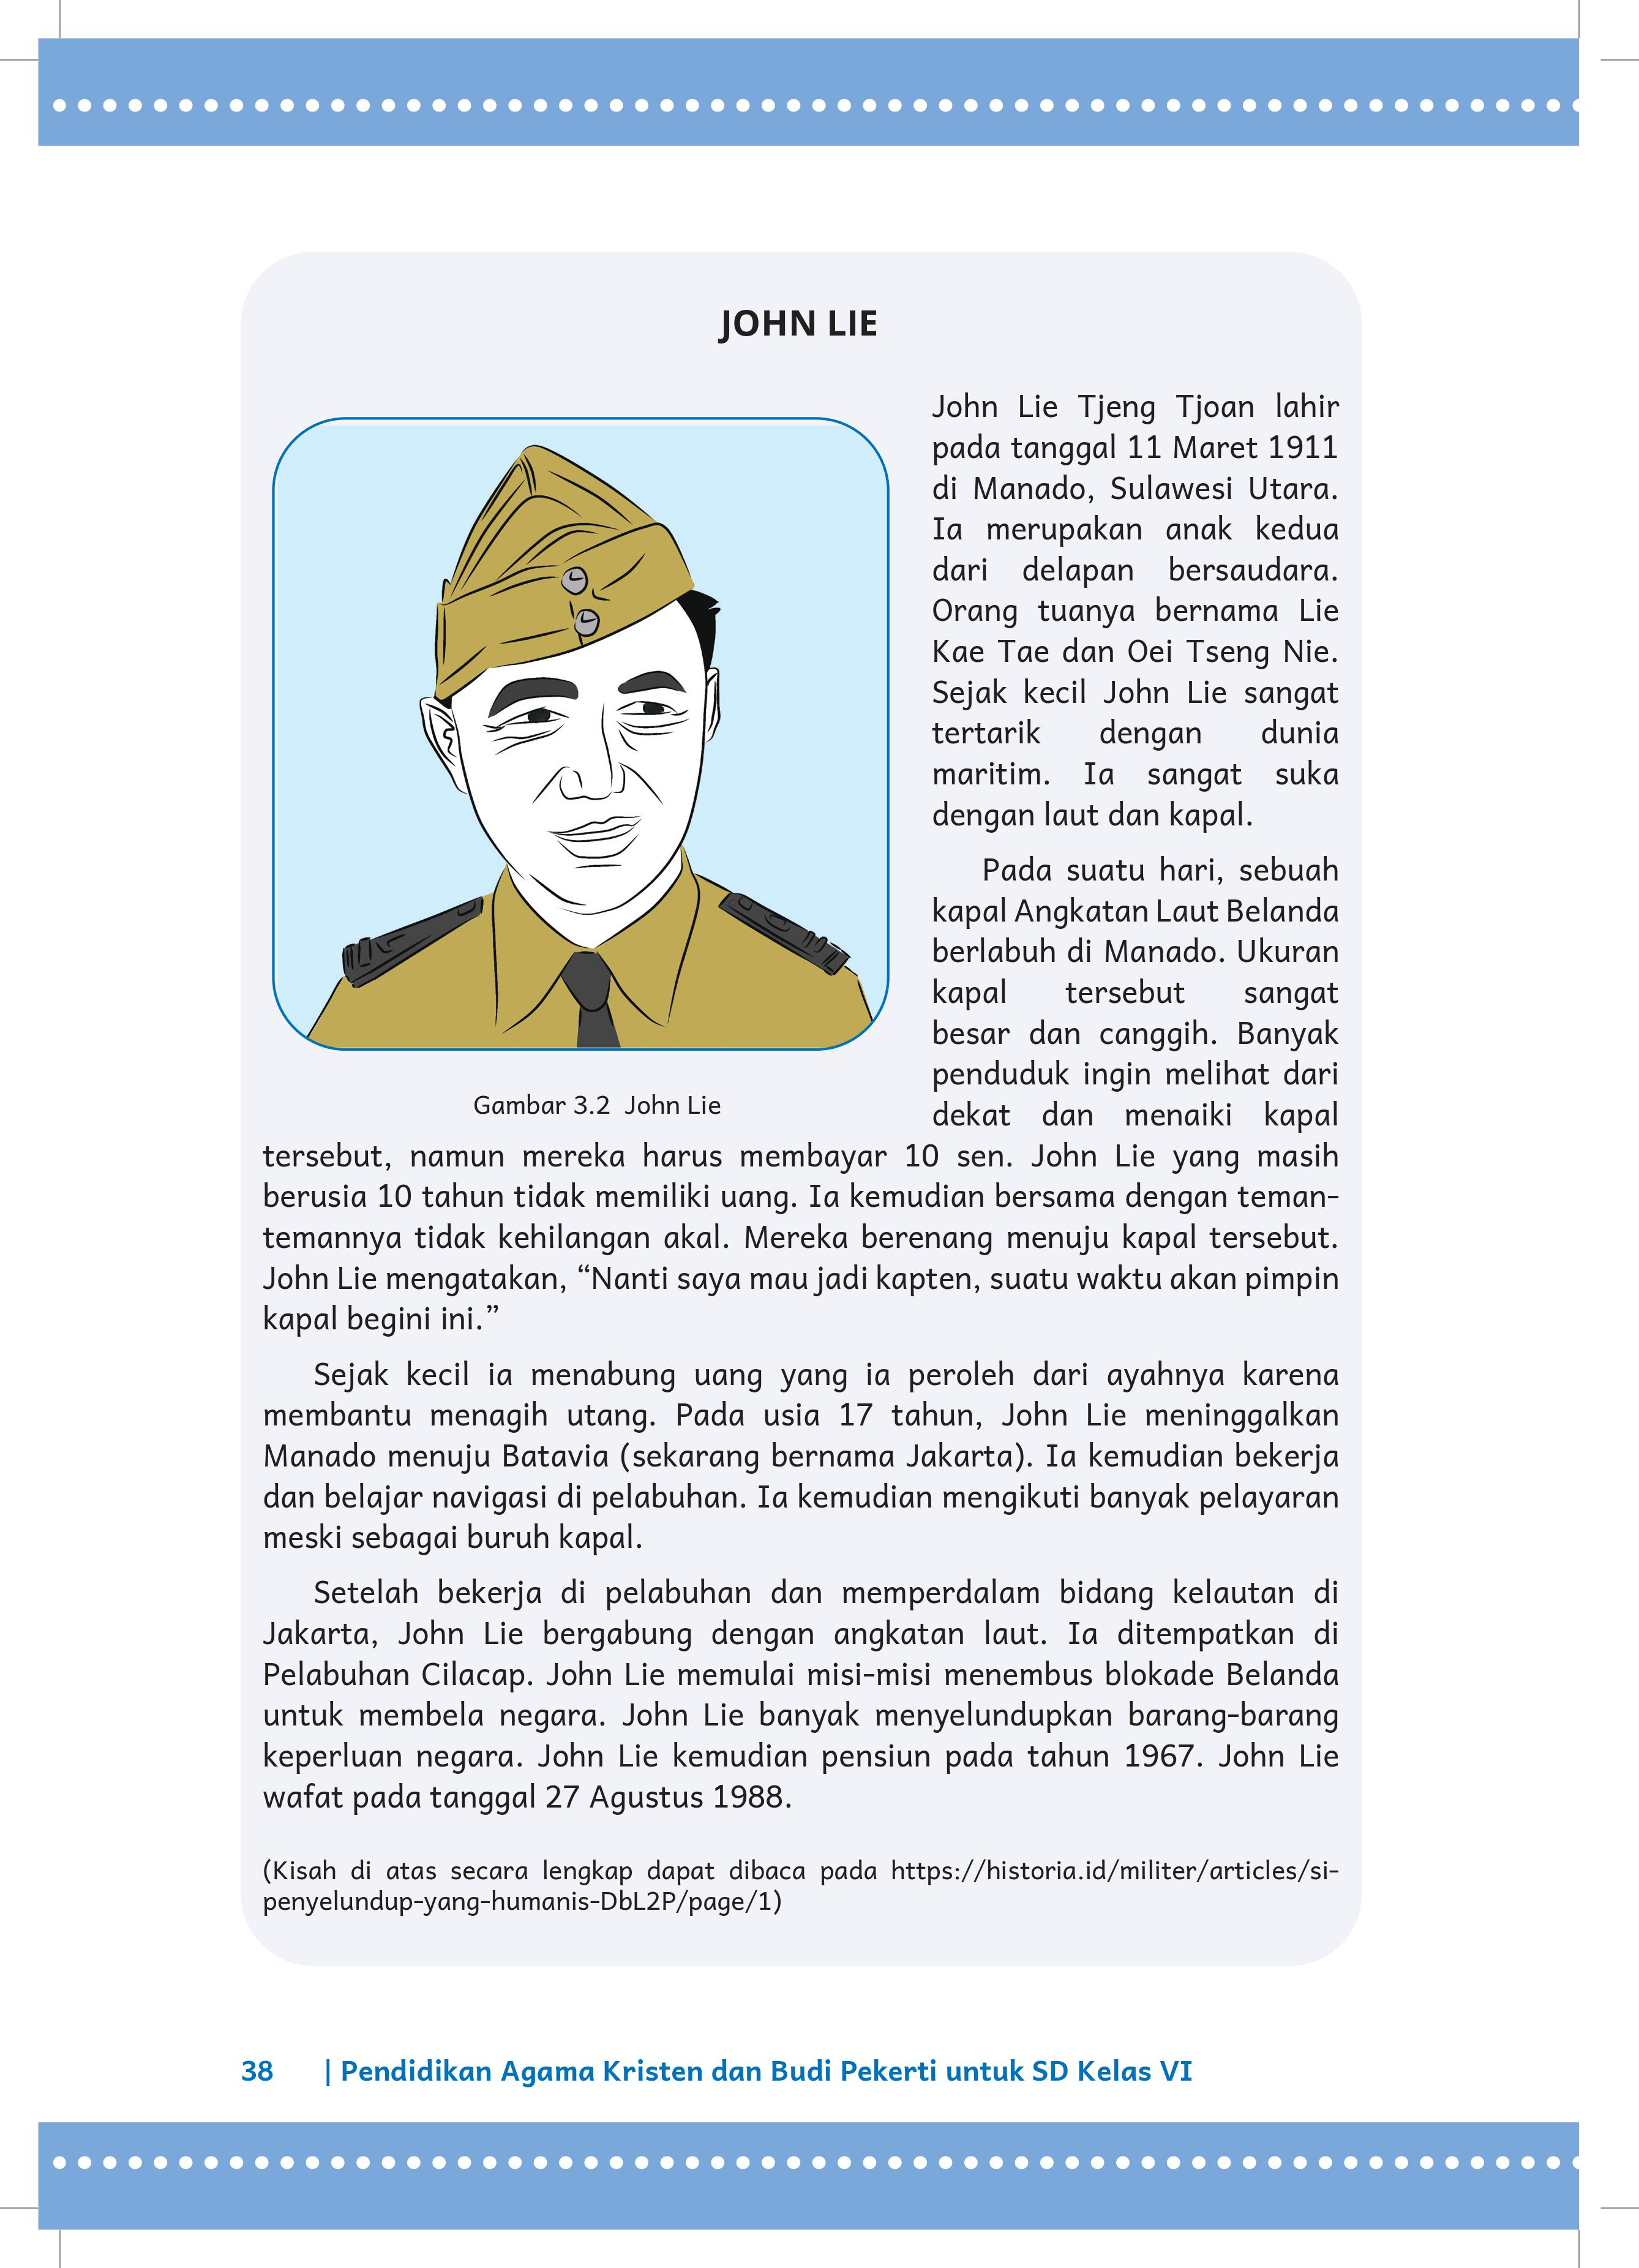 JOHN LIE
John Lie Tjeng Tjoan lahir
pada tanggal 11 Maret 1911
di Manado, Sulawesi Utara.
Ia merupakan anak kedua
dari delapan bersaudara.
Orang tuanya bernama Lie
Kae Tae dan Oei Tseng Nie.
Sejak kecil John Lie sangat
tertarik dengan dunia
maritim. Ia sangat suka
dengan laut dan kapal.
Pada suatu hari, sebuah
kapal Angkatan Laut Belanda
berlabuh di Manado. Ukuran
kapal tersebut sangat
besar dan canggih. Banyak
penduduk ingin melihat dari
dekat dan menaiki kapal
Gambar 3.2 John Lie
tersebut, namun mereka harus membayar 10 sen. John Lie yang masih
berusia 10 tahun tidak memiliki uang. Ia kemudian bersama dengan teman-
temannya tidak kehilangan akal. Mereka berenang menuju kapal tersebut.
John Lie mengatakan, “Nanti saya mau jadi kapten, suatu waktu akan pimpin
kapal begini ini.”
Sejak kecil ia menabung uang yang ia peroleh dari ayahnya karena
membantu menagih utang. Pada usia 17 tahun, John Lie meninggalkan
Manado menuju Batavia (sekarang bernama Jakarta). Ia kemudian bekerja
dan belajar navigasi di pelabuhan. Ia kemudian mengikuti banyak pelayaran
meski sebagai buruh kapal.
Setelah bekerja di pelabuhan dan memperdalam bidang kelautan di
Jakarta, John Lie bergabung dengan angkatan laut. Ia ditempatkan di
Pelabuhan Cilacap. John Lie memulai misi-misi menembus blokade Belanda
untuk membela negara. John Lie banyak menyelundupkan barang-barang
keperluan negara. John Lie kemudian pensiun pada tahun 1967. John Lie
wafat pada tanggal 27 Agustus 1988.
(Kisah di atas secara lengkap dapat dibaca pada https://historia.id/militer/articles/si-
penyelundup-yang-humanis-DbL2P/page/1)
38 | Pendidikan Agama Kristen dan Budi Pekerti untuk SD Kelas VI